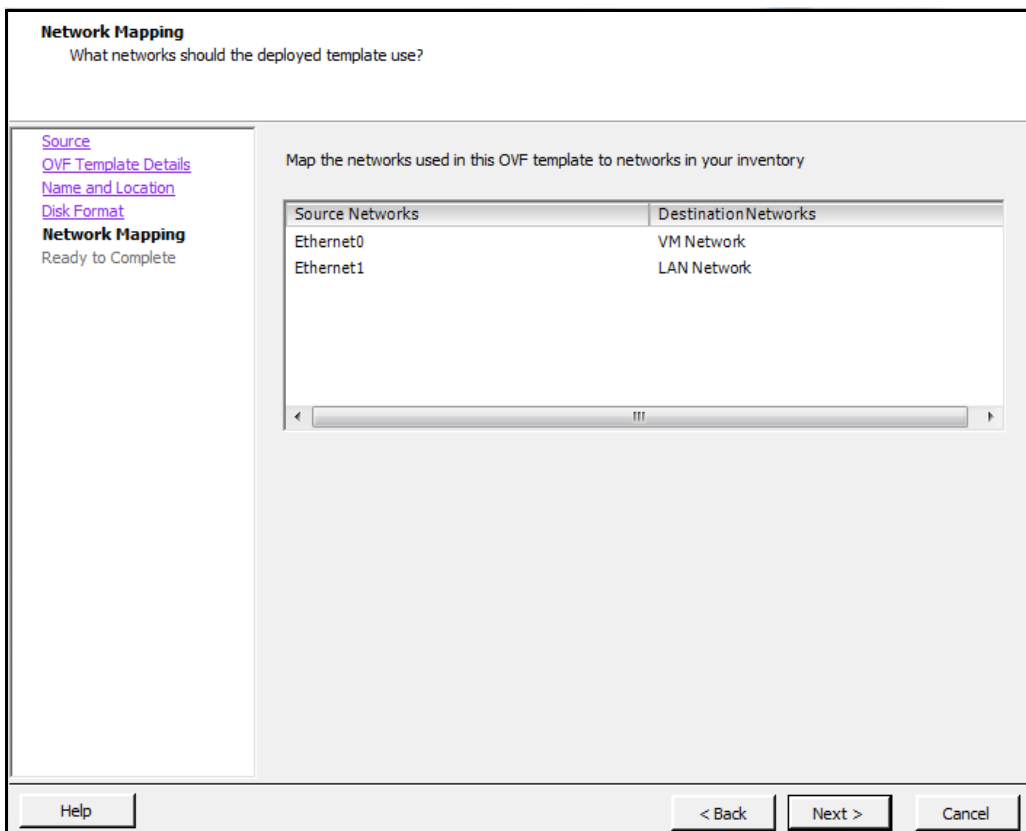 Network Mapping
What networks should the deployed template use?
Source
OVF Template Details
Name and Location
Disk Format
Network Mapping
Ready to Complete
Map the networks used in this OVF template to networks in your inventory
Source Networks Destination Networks
Ethernet0 VM Network
Ethernet1 LAN Network
Help < Back Next > Cancel